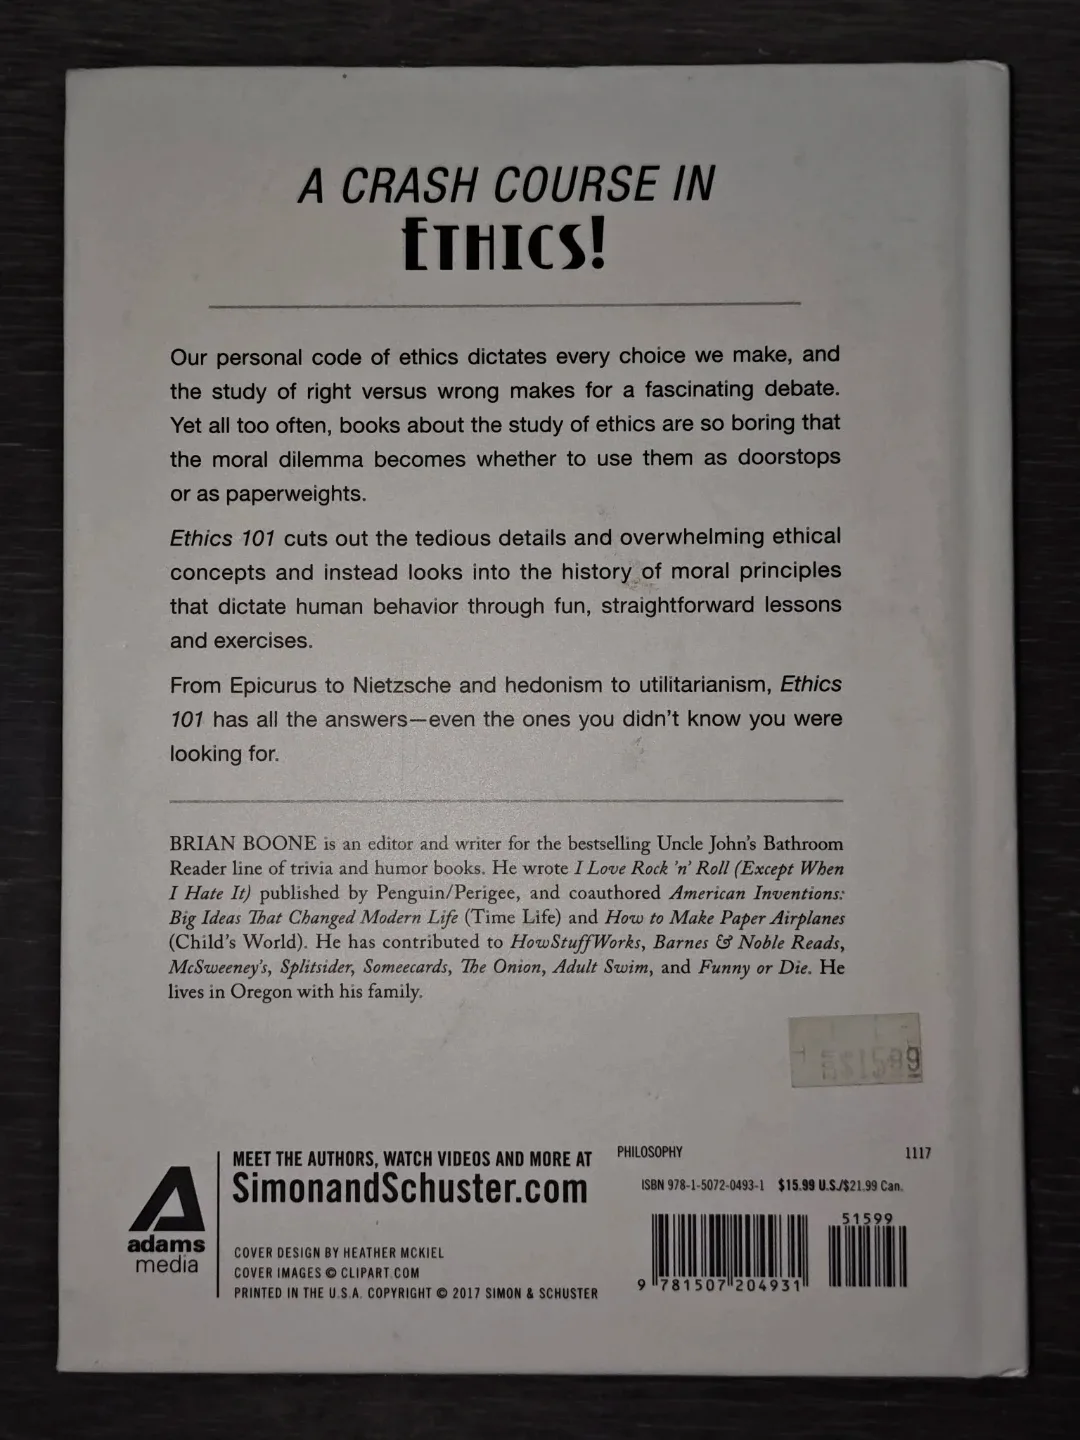 A CRASH COURSE IN
ETHICS!
Our personal code of ethics dictates every choice we make, and
the study of right versus wrong makes for a fascinating debate.
Yet all too often, books about the study of ethics are so boring that
the moral dilemma becomes whether to use them as doorstops
or as paperweights.
Ethics 101 cuts out the tedious details and overwhelming ethical
concepts and instead looks into the history of moral principles
that dictate human behavior through fun, straightforward lessons
and exercises.
From Epicurus to Nietzsche and hedonism to utilitarianism, Ethics
101 has all the answers—even the ones you didn't know you were
looking for.
BRIAN BOONE is an editor and writer for the bestselling Uncle John's Bathroom
Reader line of trivia and humor books. He wrote I Love Rock 'n' Roll (Except When
I Hate It) published by Penguin/Perigee, and coauthored American Inventions:
Big Ideas That Changed Modern Life (Time Life) and How to Make Paper Airplanes
(Child's World). He has contributed to HowStuffWorks, Barnes & Noble Reads,
McSweeney's, Splitsider, Someecards, The Onion, Adult Swim, and Funny or Die. He
lives in Oregon with his family.
adams
media
MEET THE AUTHORS, WATCH VIDEOS AND MORE AT
SimonandSchuster.com
COVER DESIGN BY HEATHER MCKIEL
COVER IMAGES © CLIPART.COM
PRINTED IN THE U.S.A. COPYRIGHT © 2017 SIMON & SCHUSTER
PHILOSOPHY 1117
ISBN 978-1-5072-0493-1 $15.99 U.S./$21.99 Can.
51599
9 781507 204931